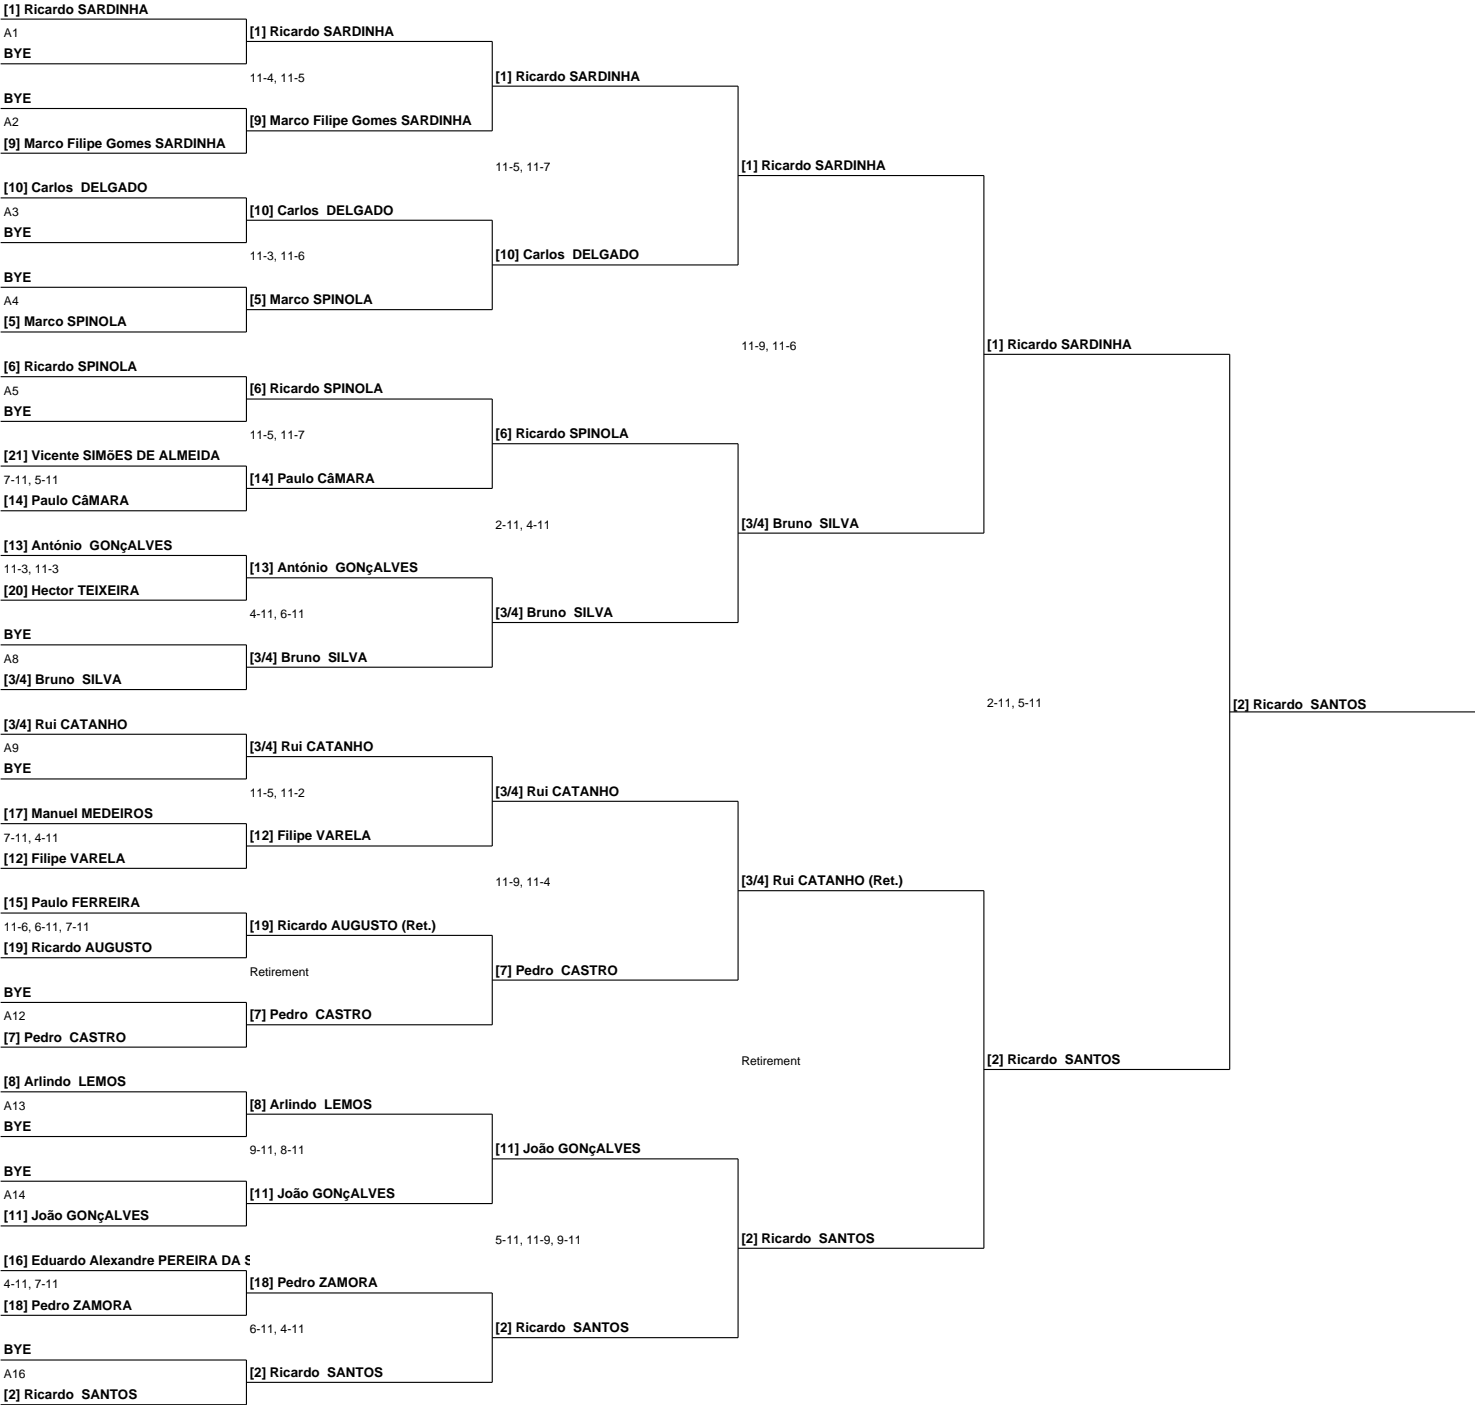 [1] Ricardo SARDINHA
A1
[1] Ricardo SARDINHA
BYE
11-4, 11-5
[1] Ricardo SARDINHA
BYE
A2
[9] Marco Filipe Gomes SARDINHA
[9] Marco Filipe Gomes SARDINHA
11-5, 11-7
[1] Ricardo SARDINHA
[10] Carlos DELGADO
A3
[10] Carlos DELGADO
BYE
11-3, 11-6
[10] Carlos DELGADO
BYE
A4
[5] Marco SPINOLA
[5] Marco SPINOLA
11-9, 11-6
[1] Ricardo SARDINHA
[6] Ricardo SPINOLA
A5
[6] Ricardo SPINOLA
BYE
11-5, 11-7
[6] Ricardo SPINOLA
[21] Vicente SIMõES DE ALMEIDA
7-11, 5-11
[14] Paulo CâMARA
[14] Paulo CâMARA
2-11, 4-11
[3/4] Bruno SILVA
[13] António GONçALVES
11-3, 11-3
[13] António GONçALVES
[20] Hector TEIXEIRA
4-11, 6-11
[3/4] Bruno SILVA
BYE
A8
[3/4] Bruno SILVA
[3/4] Bruno SILVA
2-11, 5-11
[2] Ricardo SANTOS
[3/4] Rui CATANHO
A9
[3/4] Rui CATANHO
BYE
11-5, 11-2
[3/4] Rui CATANHO
[17] Manuel MEDEIROS
7-11, 4-11
[12] Filipe VARELA
[12] Filipe VARELA
11-9, 11-4
[3/4] Rui CATANHO (Ret.)
[15] Paulo FERREIRA
11-6, 6-11, 7-11
[19] Ricardo AUGUSTO (Ret.)
[19] Ricardo AUGUSTO
Retirement
[7] Pedro CASTRO
BYE
A12
[7] Pedro CASTRO
[7] Pedro CASTRO
Retirement
[2] Ricardo SANTOS
[8] Arlindo LEMOS
A13
[8] Arlindo LEMOS
BYE
9-11, 8-11
[11] João GONçALVES
BYE
A14
[11] João GONçALVES
[11] João GONçALVES
5-11, 11-9, 9-11
[2] Ricardo SANTOS
[16] Eduardo Alexandre PEREIRA DA S
4-11, 7-11
[18] Pedro ZAMORA
[18] Pedro ZAMORA
6-11, 4-11
[2] Ricardo SANTOS
BYE
A16
[2] Ricardo SANTOS
[2] Ricardo SANTOS